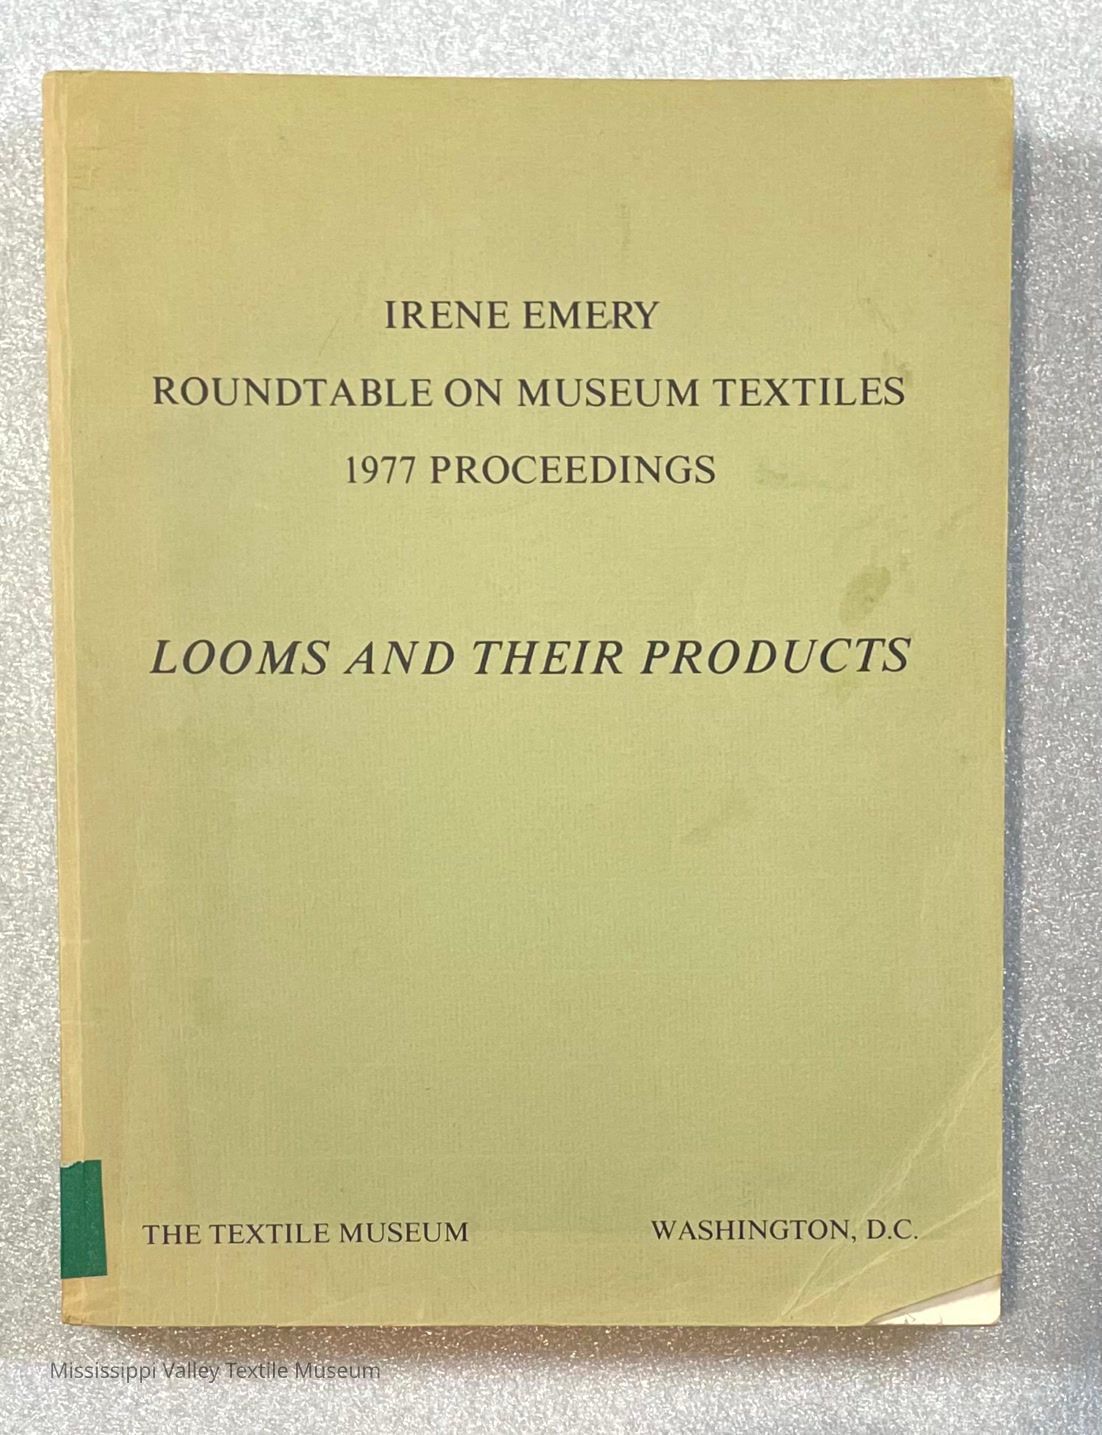 IRENE EMERY
ROUNDTABLE ON MUSEUM TEXTILES
1977 PROCEEDINGS
LOOMS AND THEIR PRODUCTS
THE TEXTILE MUSEUM WASHINGTON, D.C.
Mississippi Valley Textile Museum